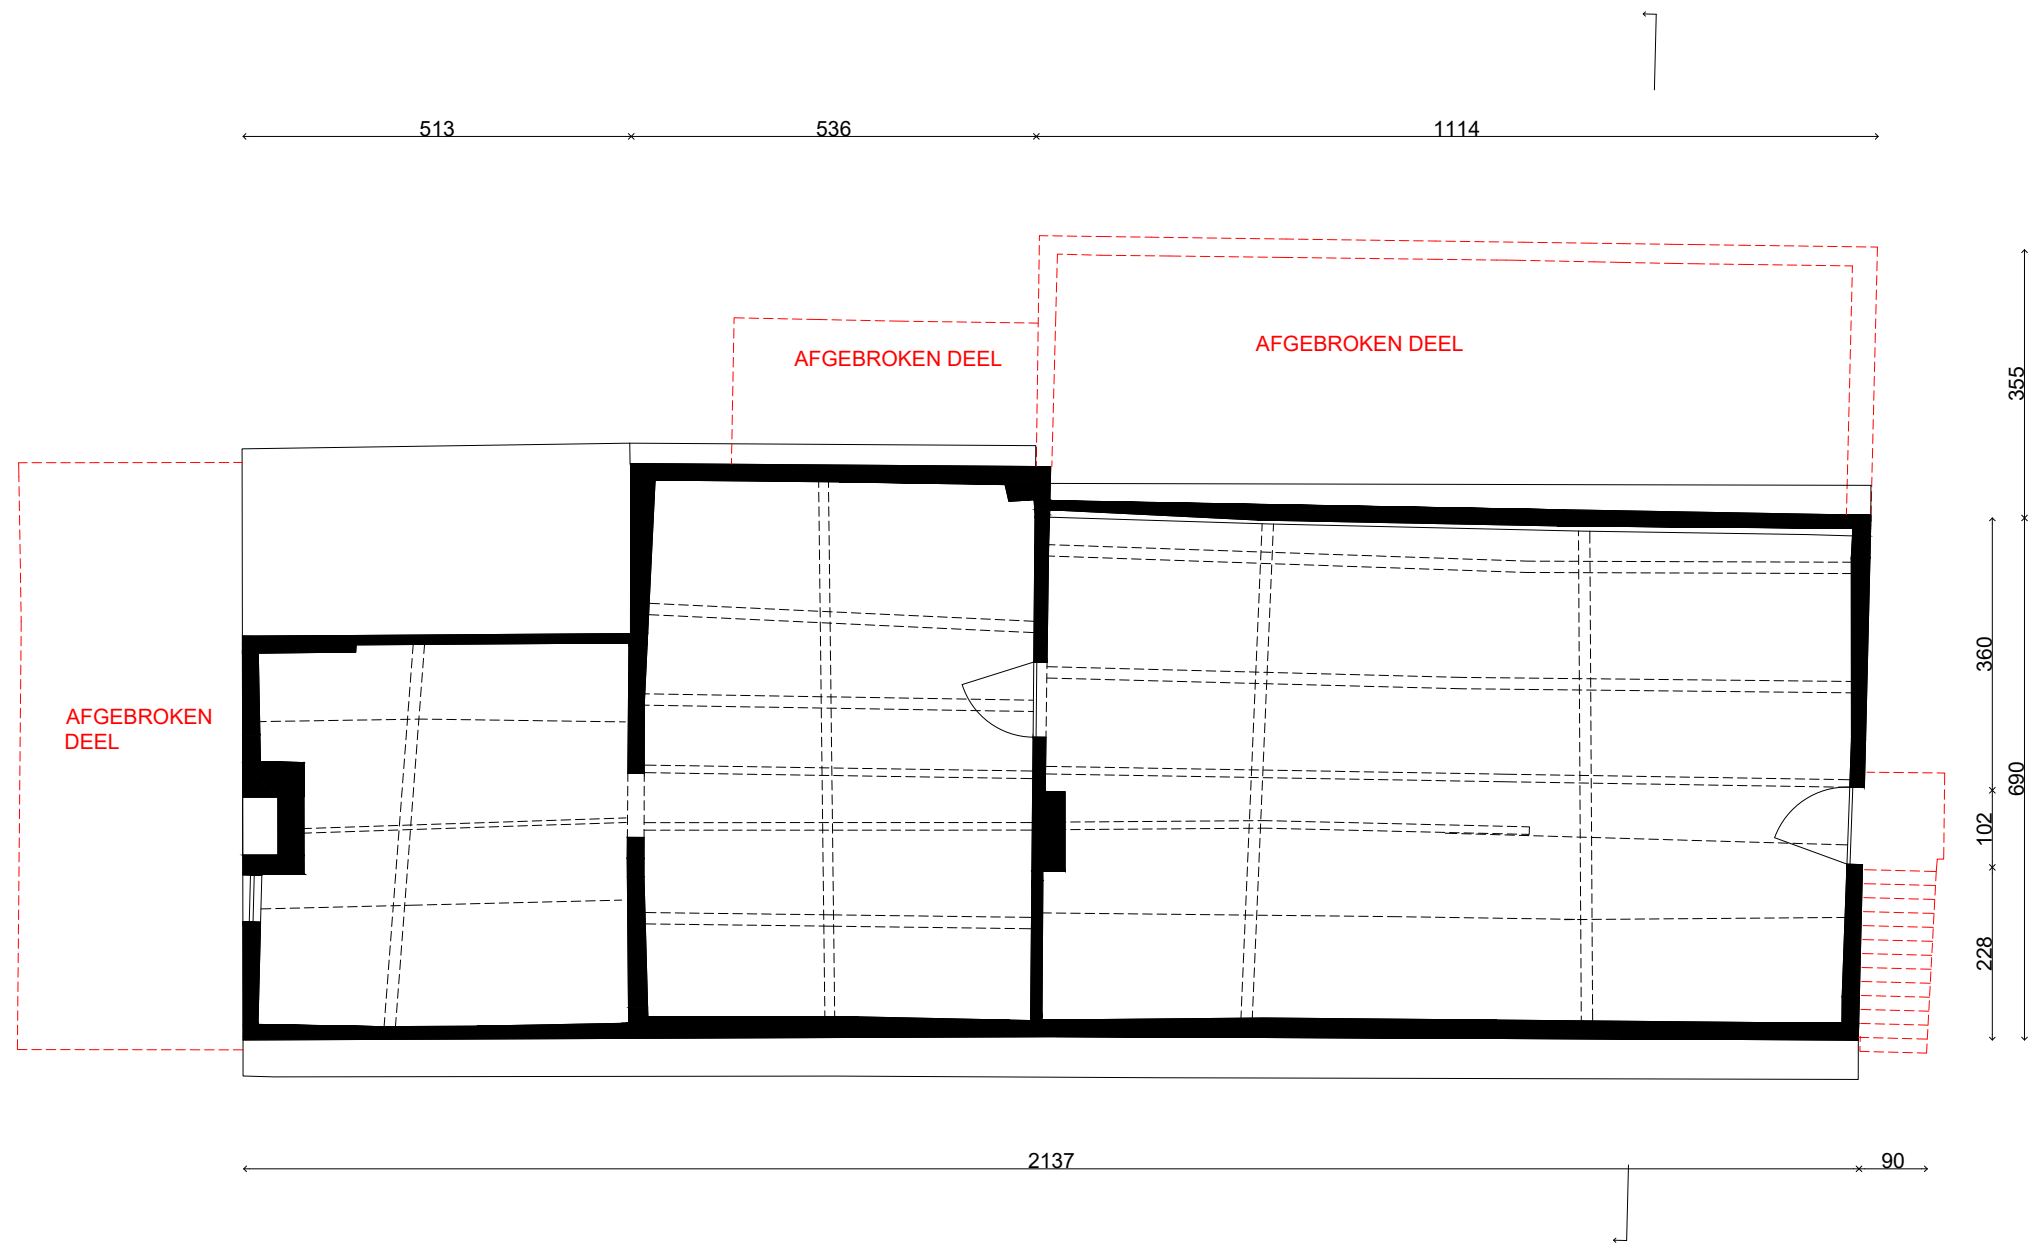 513
536
1114
AFGEBROKEN DEEL
AFGEBROKEN DEEL
355
AFGEBROKEN
DEEL
360
690
102
228
2137
90